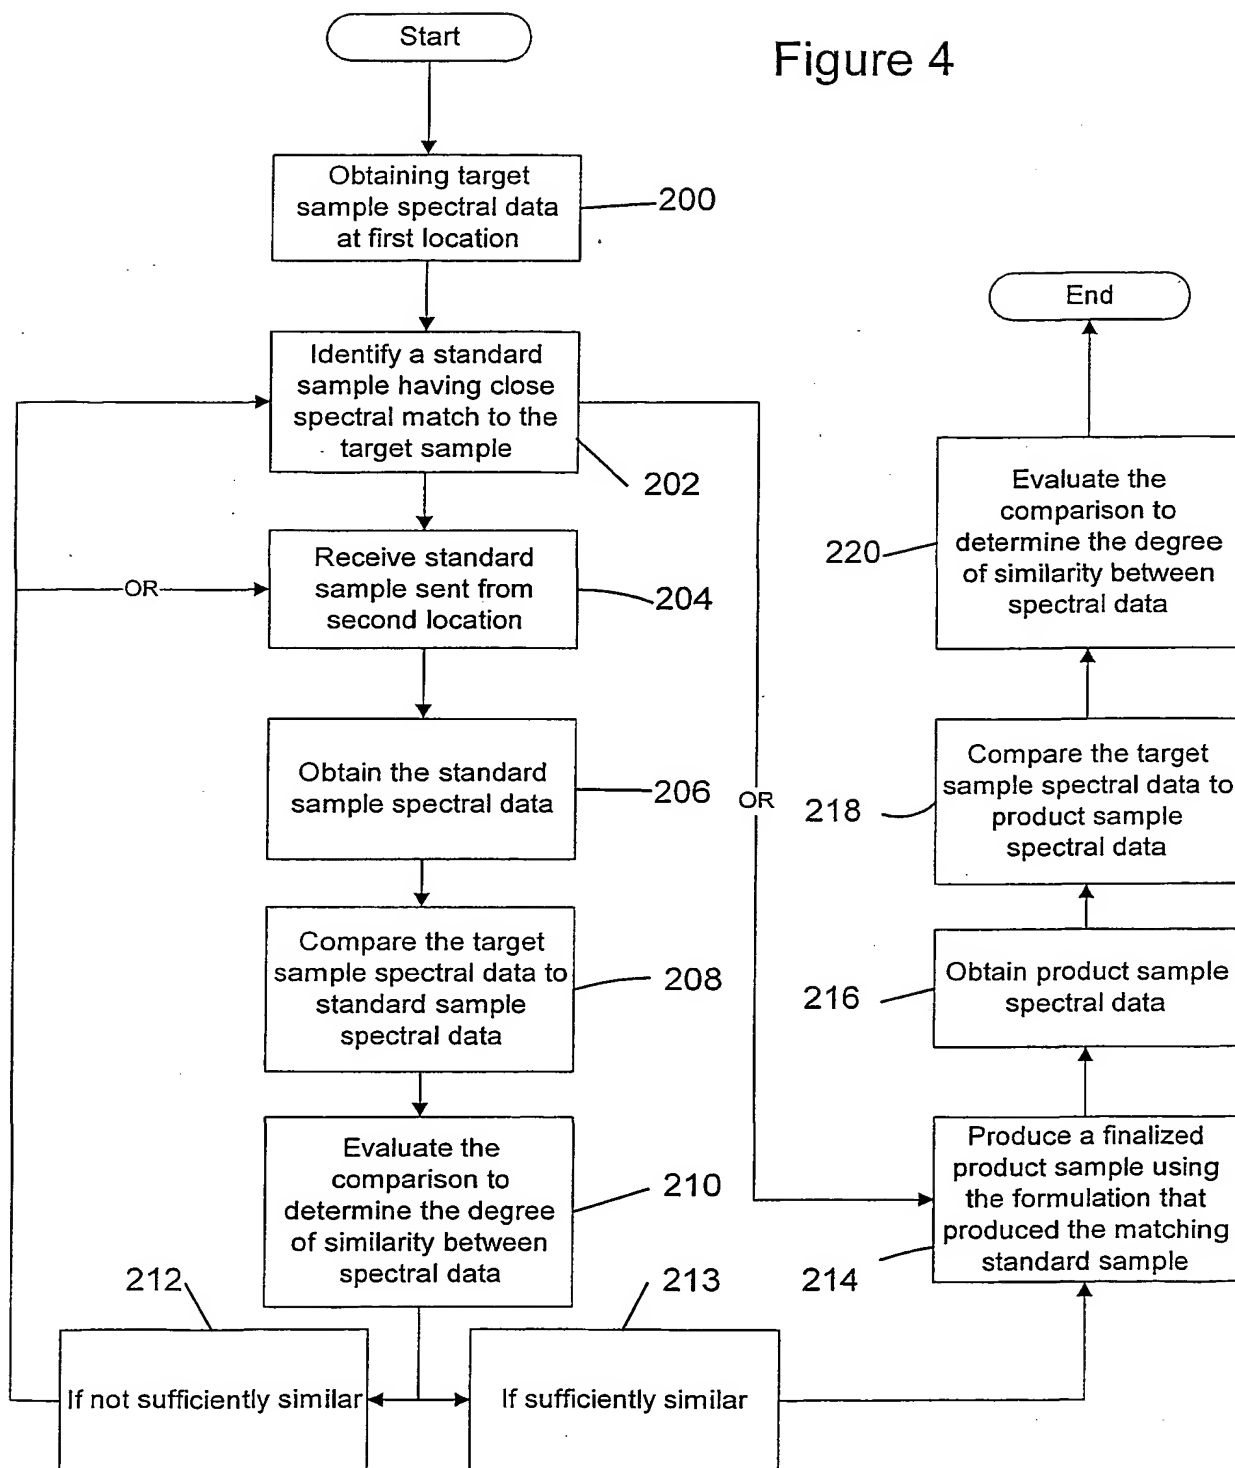 Figure 4
Start
Obtaining target
sample spectral data
at first location
200
Identify a standard
sample having close
spectral match to the
target sample
202
OR
Receive standard
sample sent from
second location
204
Obtain the standard
sample spectral data
206
Compare the target
sample spectral data to
standard sample
spectral data
208
Evaluate the
comparison to
determine the degree
of similarity between
spectral data
210
212
If not sufficiently similar
213
If sufficiently similar
OR
Produce a finalized
product sample using
the formulation that
produced the matching
standard sample
214
Obtain product sample
spectral data
216
Compare the target
sample spectral data to
product sample
spectral data
218
Evaluate the
comparison to
determine the degree
of similarity between
spectral data
220
End